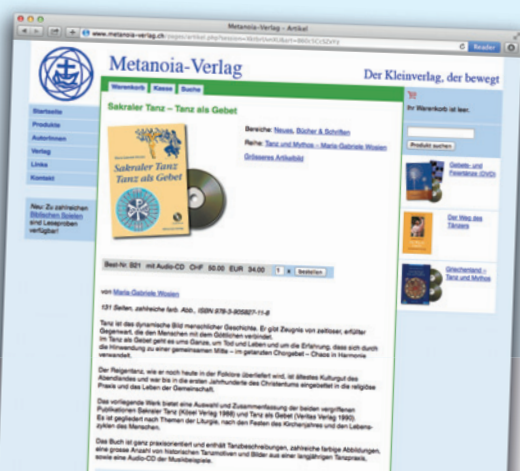 Metanoia-Verlag – Artikel
www.metanoia-verlag.ch
Reader
Metanoia-Verlag
Der Kleinverlag, der bewegt
Warenkorb Kasse Suche
Startseite
Produkte
AutorInnen
Verlag
Links
Kontakt
Neu: Zu zahlreichen
Biblischen Spielen
sind Leseproben
verfügbar!
Sakraler Tanz – Tanz als Gebet
Sakraler Tanz
Tanz als Gebet
Bereiche: Neues, Bücher & Schriften
Reihe: Tanz und Mythos – Maria-Gabriele Wosien
Grösseres Artikelbild
Best-Nr. B21 mit Audio-CD CHF 50.00 EUR 34.00 1 x bestellen
von Maria-Gabriele Wosien
131 Seiten, zahlreiche farb. Abb., ISBN 978-3-905827-11-8
Tanz ist das dynamische Bild menschlicher Geschichte. Er gibt Zeugnis von zeitloser, erfüllter
Gegenwart, die den Menschen mit dem Göttlichen verbindet.
Im Tanz als Gebet geht es ums Ganze, um Tod und Leben und um die Erfahrung, dass sich durch
die Hinwendung zu einer gemeinsamen Mitte – im getanzten Chorgebet – Chaos in Harmonie
verwandelt.
Der Reigentanz, wie er noch heute in der Folklore überliefert wird, ist ältestes Kulturgut des
Abendlandes und war bis in die ersten Jahrhunderte des Christentums eingebettet in die religiöse
Praxis und das Leben der Gemeinschaft.
Das vorliegende Werk bietet eine Auswahl und Zusammenfassung der beiden vergriffenen
Publikationen Sakraler Tanz (Kösel Verlag 1988) und Tanz als Gebet (Veritas Verlag 1990).
Es ist gegliedert nach Themen der Liturgie, nach den Festen des Kirchenjahres und den Lebens-
zyklen des Menschen.
Das Buch ist ganz praxisorientiert und enthält Tanzbeschreibungen, zahlreiche farbige Abbildungen,
eine grosse Anzahl von historischen Tanzmotiven und Bilder aus einer langjährigen Tanzpraxis,
sowie eine Audio-CD der Musikbeispiele.
Ihr Warenkorb ist leer.
Produkt suchen
Gebets- und
Feiertänze (DVD)
Der Weg des
Tänzers
Griechenland –
Tanz und Mythos